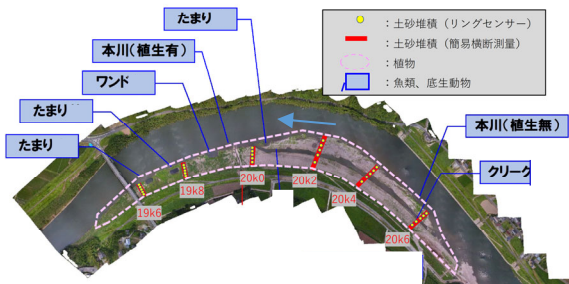 たまり
本川(植生有)
ワンド
たまり
たまり
：土砂堆積（リングセンサー）
：土砂堆積（簡易横断測量）
：植物
：魚類、底生動物
本川(植生無)
クリーク
19k6
19k8
20k0
20k2
20k4
20k6